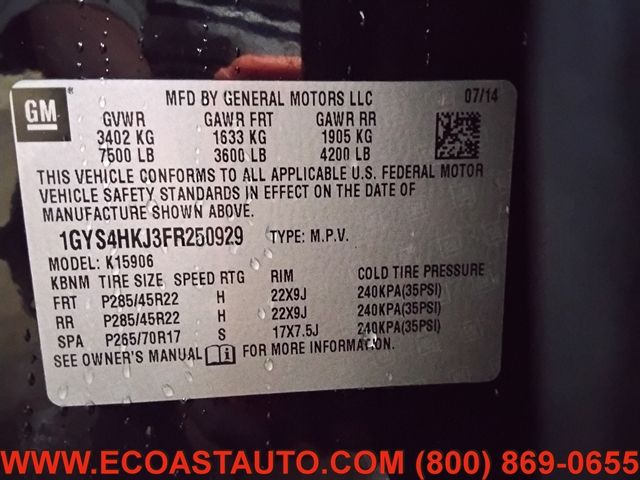 GM
MFD BY GENERAL MOTORS LLC 07/14
GVWR GAWR FRT GAWR RR
3402 KG 1633 KG 1905 KG
7500 LB 3600 LB 4200 LB
THIS VEHICLE CONFORMS TO ALL APPLICABLE U.S. FEDERAL MOTOR
VEHICLE SAFETY STANDARDS IN EFFECT ON THE DATE OF
MANUFACTURE SHOWN ABOVE.
1GYS4HKJ3FR250929 TYPE: M.P.V.
MODEL: K15906
KBNM TIRE SIZE SPEED RTG RIM COLD TIRE PRESSURE
FRT P285/45R22 H 22X9J 240KPA(35PSI)
RR P285/45R22 H 22X9J 240KPA(35PSI)
SPA P265/70R17 S 17X7.5J 240KPA(35PSI)
SEE OWNER'S MANUAL FOR MORE INFORMATION.
WWW.ECOASTAUTO.COM (800) 869-0655